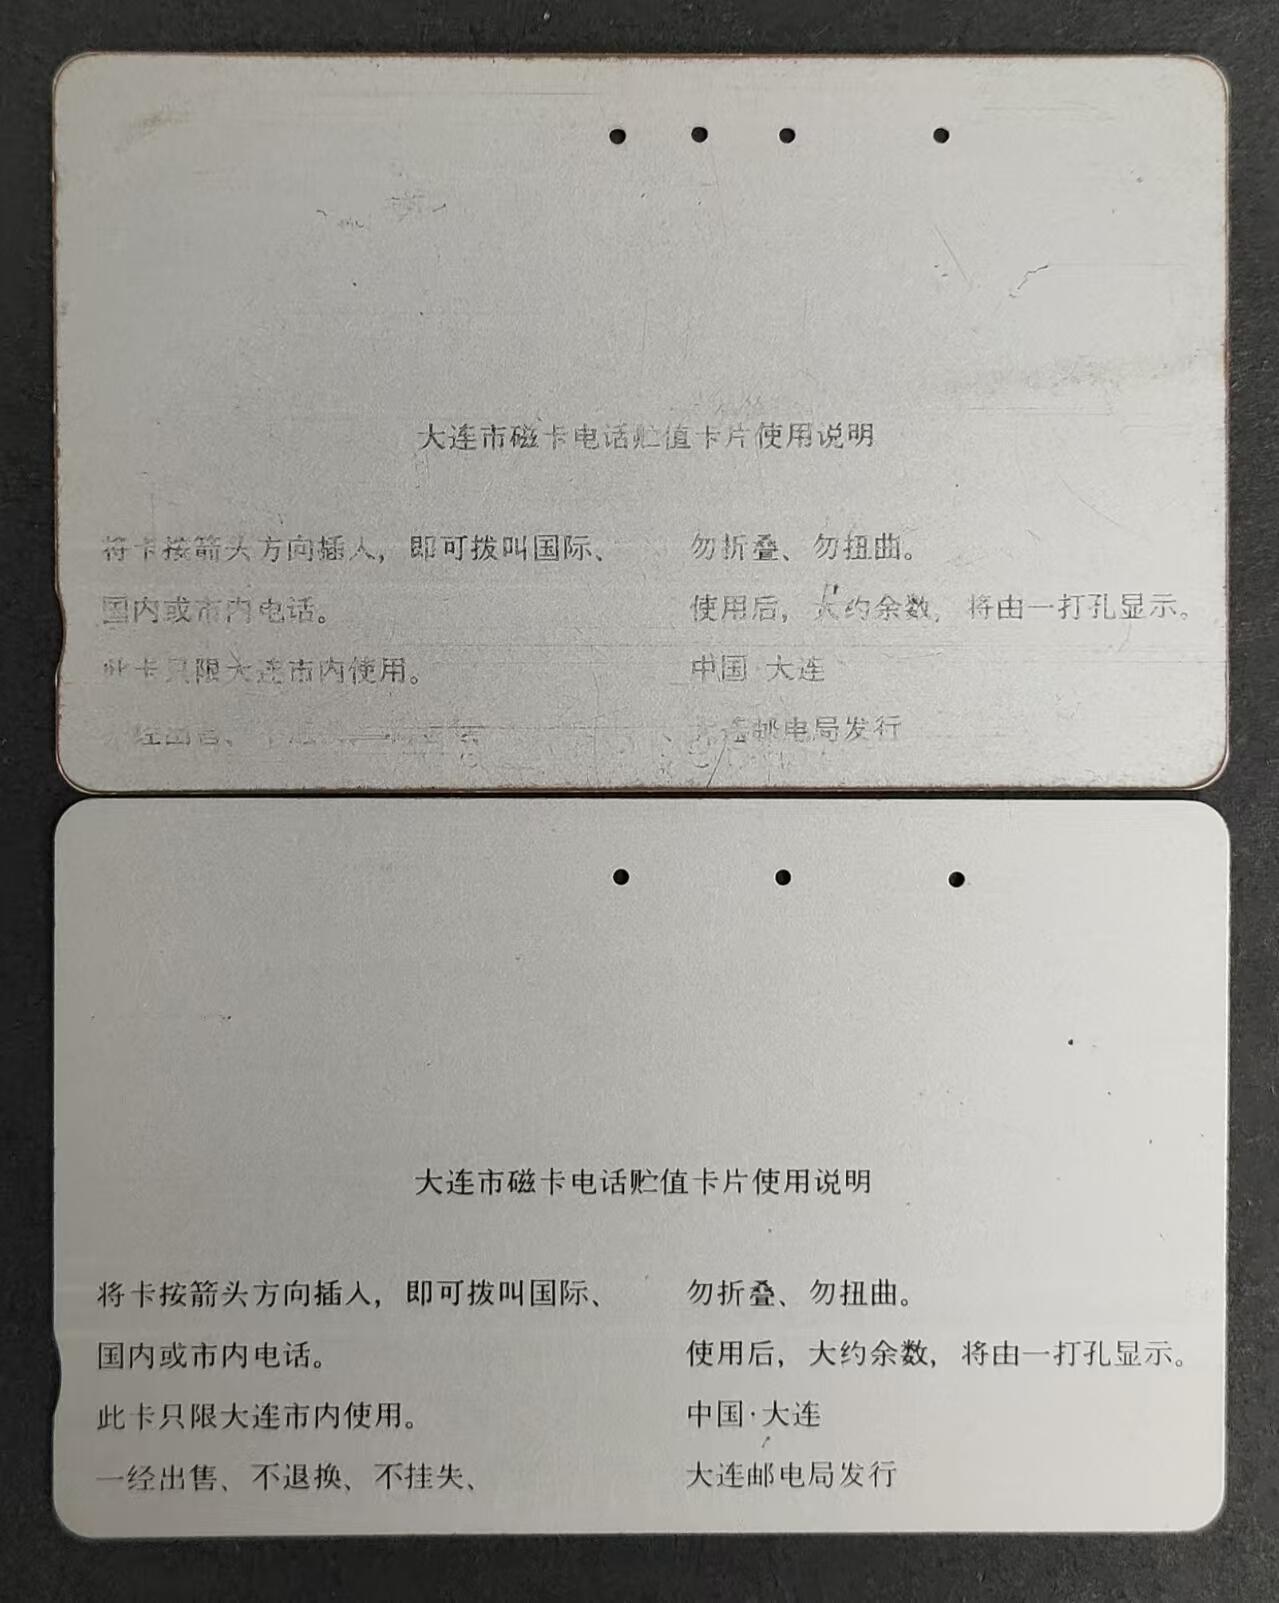 大连市磁卡电话贮值卡片使用说明
将卡按箭头方向插入，即可拨叫国际、
国内或市内电话。
此卡只限大连市内使用。
经出售、
勿折叠、勿扭曲。
使用后，大约余数，将由一打孔显示。
中国·大连
大连邮电局发行
大连市磁卡电话贮值卡片使用说明
将卡按箭头方向插入，即可拨叫国际、
国内或市内电话。
此卡只限大连市内使用。
一经出售、不退换、不挂失、
勿折叠、勿扭曲。
使用后，大约余数，将由一打孔显示。
中国·大连
大连邮电局发行